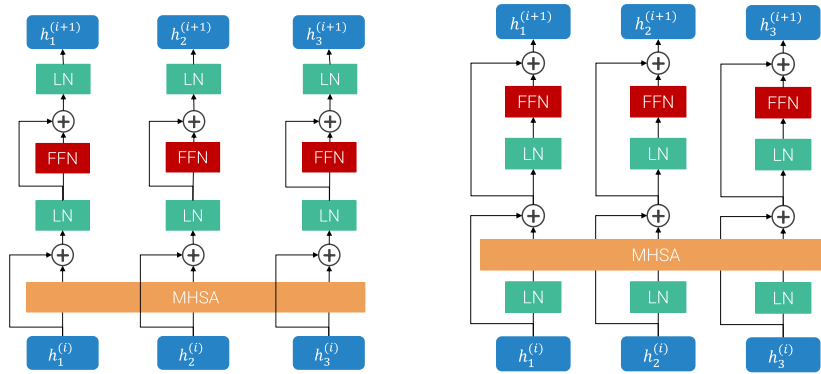 h_1^{(i+1)} h_2^{(i+1)} h_3^{(i+1)}
LN LN LN
FFN FFN FFN
LN LN LN
MHSA
h_1^{(i)} h_2^{(i)} h_3^{(i)}
h_1^{(i+1)} h_2^{(i+1)} h_3^{(i+1)}
FFN FFN FFN
LN LN LN
MHSA
LN LN LN
h_1^{(i)} h_2^{(i)} h_3^{(i)}